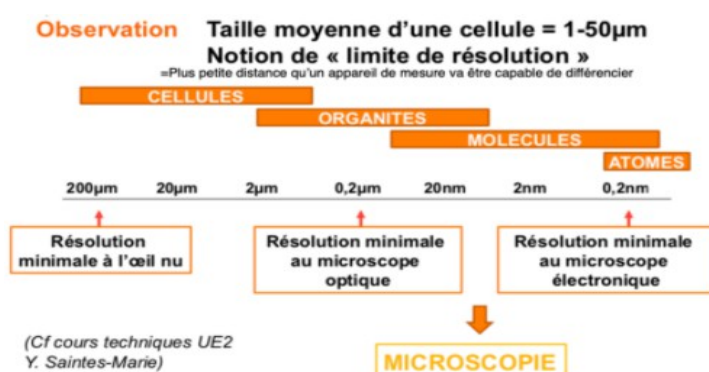 Observation Taille moyenne d'une cellule = 1-50µm
Notion de « limite de résolution »
=Plus petite distance qu'un appareil de mesure va être capable de différencier
CELLULES
ORGANITES
MOLECULES
ATOMES
200µm 20µm 2µm 0,2µm 20nm 2nm 0,2nm
Résolution
minimale à l'œil nu
Résolution minimale
au microscope
optique
Résolution minimale
au microscope
électronique
(Cf cours techniques UE2
Y. Saintes-Marie)
MICROSCOPIE